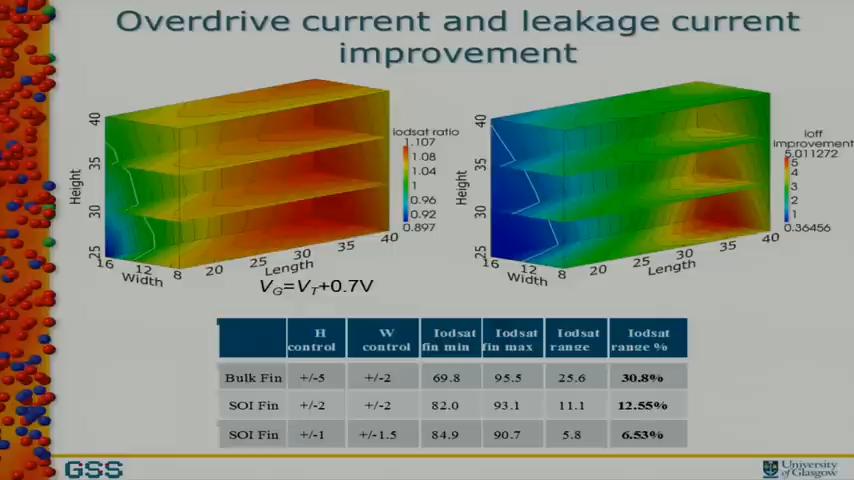 Overdrive current and leakage current
improvement
40
35
30
25
Height
16
12
8
Width
20
25
30
35
40
Length
Iodsat ratio
1.107
1.08
1.04
1
0.96
0.92
0.897
V_G=V_T+0.7V
40
35
30
25
Height
16
12
8
Width
20
25
30
35
40
Length
Ioff
improvement
5.011272
5
4
3
2
1
0.36456
H control W control Iodsat fin min Iodsat fin max Iodsat range Iodsat range %
Bulk Fin +/-5 +/-2 69.8 95.5 25.6 30.8%
SOI Fin +/-2 +/-2 82.0 93.1 11.1 12.55%
SOI Fin +/-1 +/-1.5 84.9 90.7 5.8 6.53%
GSS
University
of Glasgow